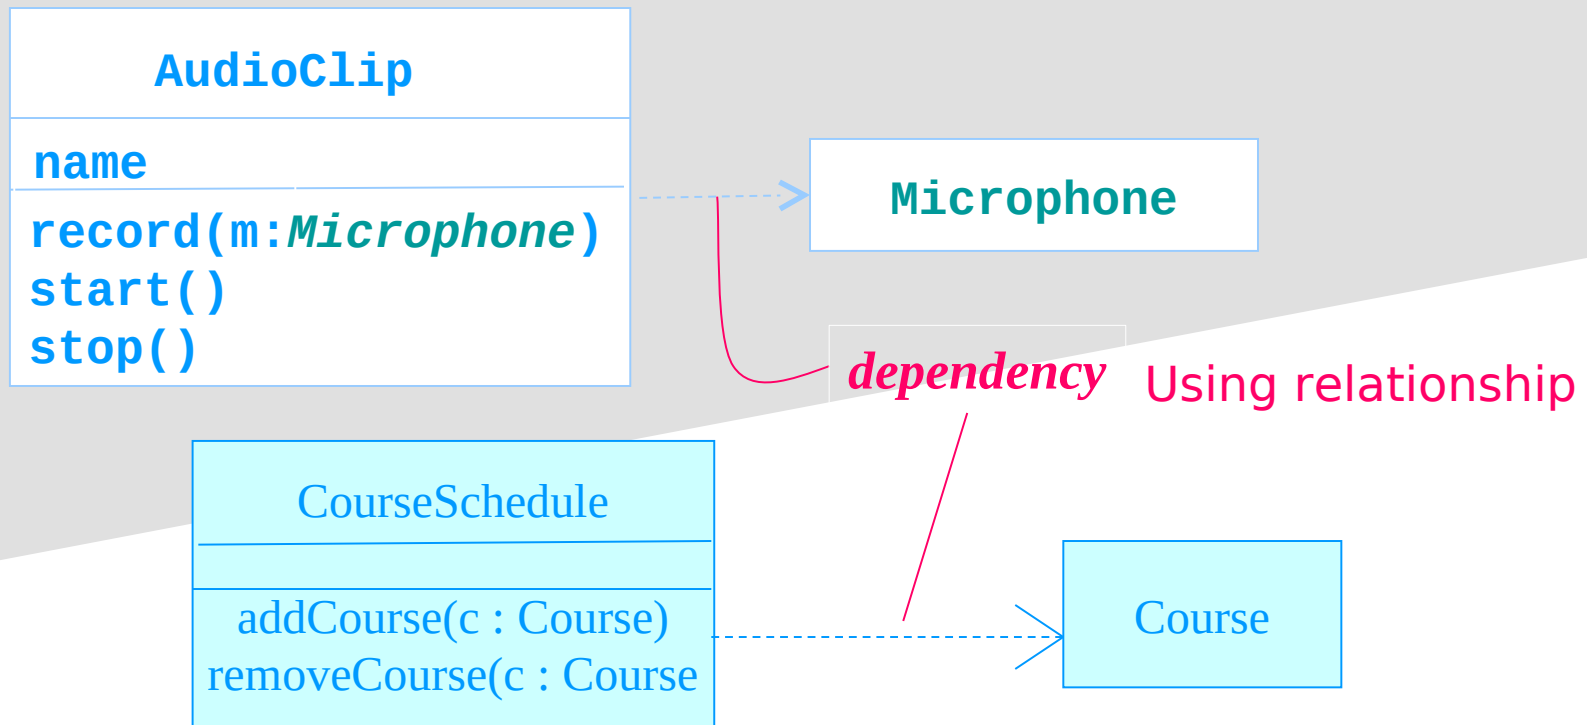 AudioClip
name
record(m:Microphone)
start()
stop()
Microphone
dependency
Using relationship
CourseSchedule
addCourse(c : Course)
removeCourse(c : Course
Course